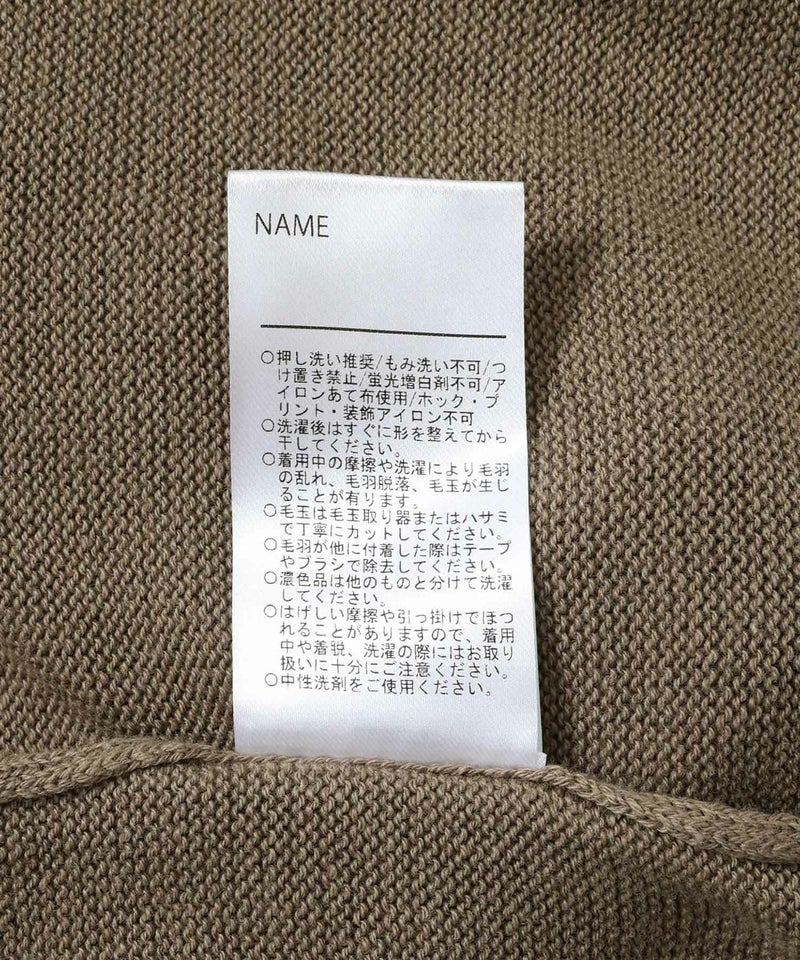 NAME
○押し洗い推奨/もみ洗い不可/つ
け置き禁止/蛍光増白剤不可/ア
イロンあて布使用/ホック・プ
リント・装飾アイロン不可
○洗濯後はすぐに形を整えてから
干してください。
○着用中の摩擦や洗濯により毛羽
の乱れ、毛羽脱落、毛玉が生じ
ることが有ります。
○毛玉は毛玉取り器またはハサミ
で丁寧にカットしてください。
○毛羽が他に付着した際はテープ
やブラシで除去してください。
○濃色品は他のものと分けて洗濯
してください。
○はげしい摩擦や引っ掛けでほつ
れることがありますので、着用
中や着脱、洗濯の際にはお取り
扱いに十分にご注意ください。
○中性洗剤をご使用ください。